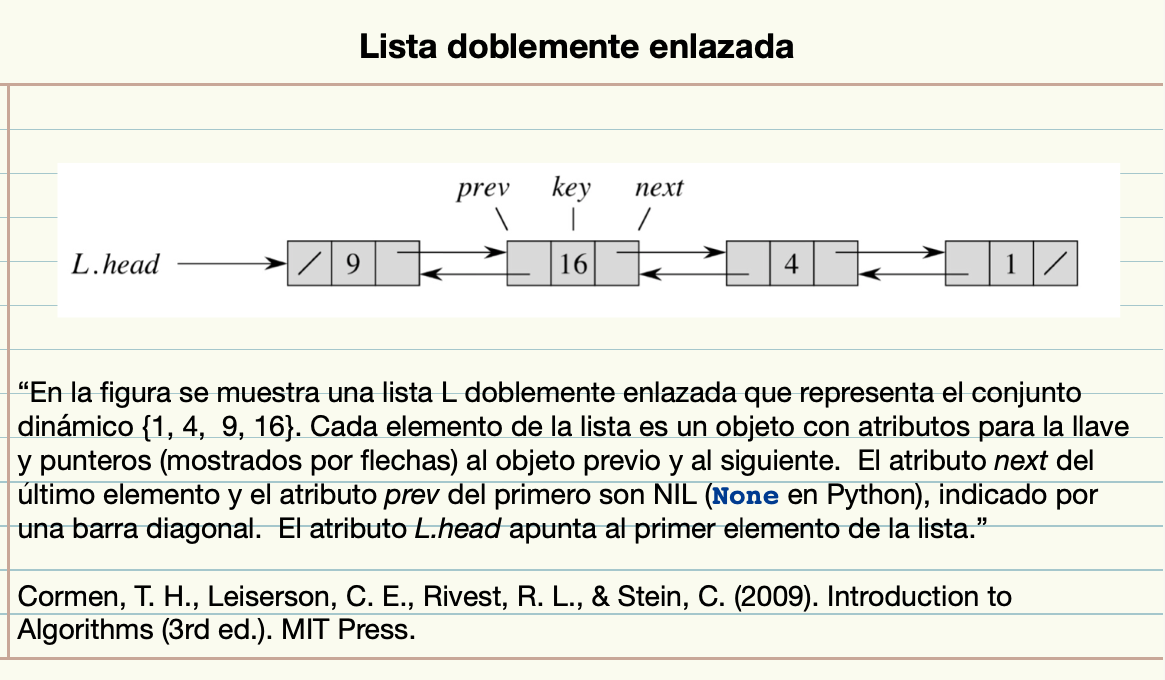 Lista doblemente enlazada
prev key next
L.head 9 16 4 1
“En la figura se muestra una lista L doblemente enlazada que representa el conjunto
dinámico {1, 4,  9, 16}. Cada elemento de la lista es un objeto con atributos para la llave
y punteros (mostrados por flechas) al objeto previo y al siguiente.  El atributo next del
último elemento y el atributo prev del primero son NIL (None en Python), indicado por
una barra diagonal.  El atributo L.head apunta al primer elemento de la lista.”
Cormen, T. H., Leiserson, C. E., Rivest, R. L., & Stein, C. (2009). Introduction to
Algorithms (3rd ed.). MIT Press.